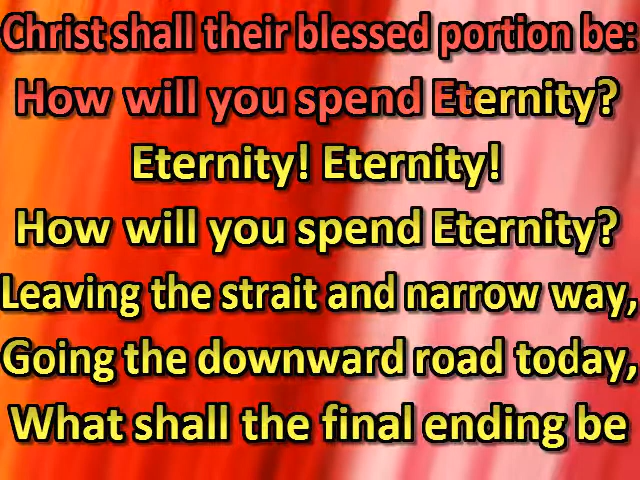 Christ shall their blessed portion be:
How will you spend Eternity?
Eternity! Eternity!
How will you spend Eternity?
Leaving the strait and narrow way,
Going the downward road today,
What shall the final ending be